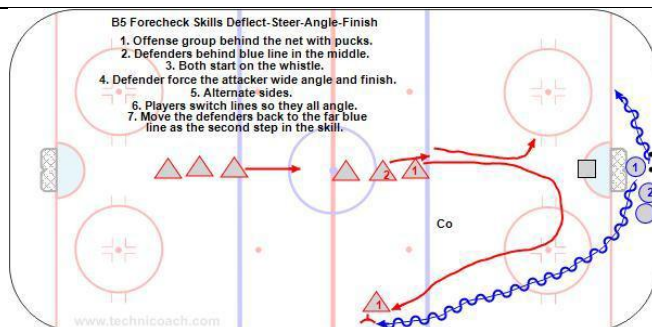 B5 Forecheck Skills Deflect-Steer-Angle-Finish
1. Offense group behind the net with pucks.
2. Defenders behind blue line in the middle.
3. Both start on the whistle.
4. Defender force the attacker wide angle and finish.
5. Alternate sides.
6. Players switch lines so they all angle.
7. Move the defenders back to the far blue
line as the second step in the skill.
2
1
1
2
Co
1
www.technicoach.com